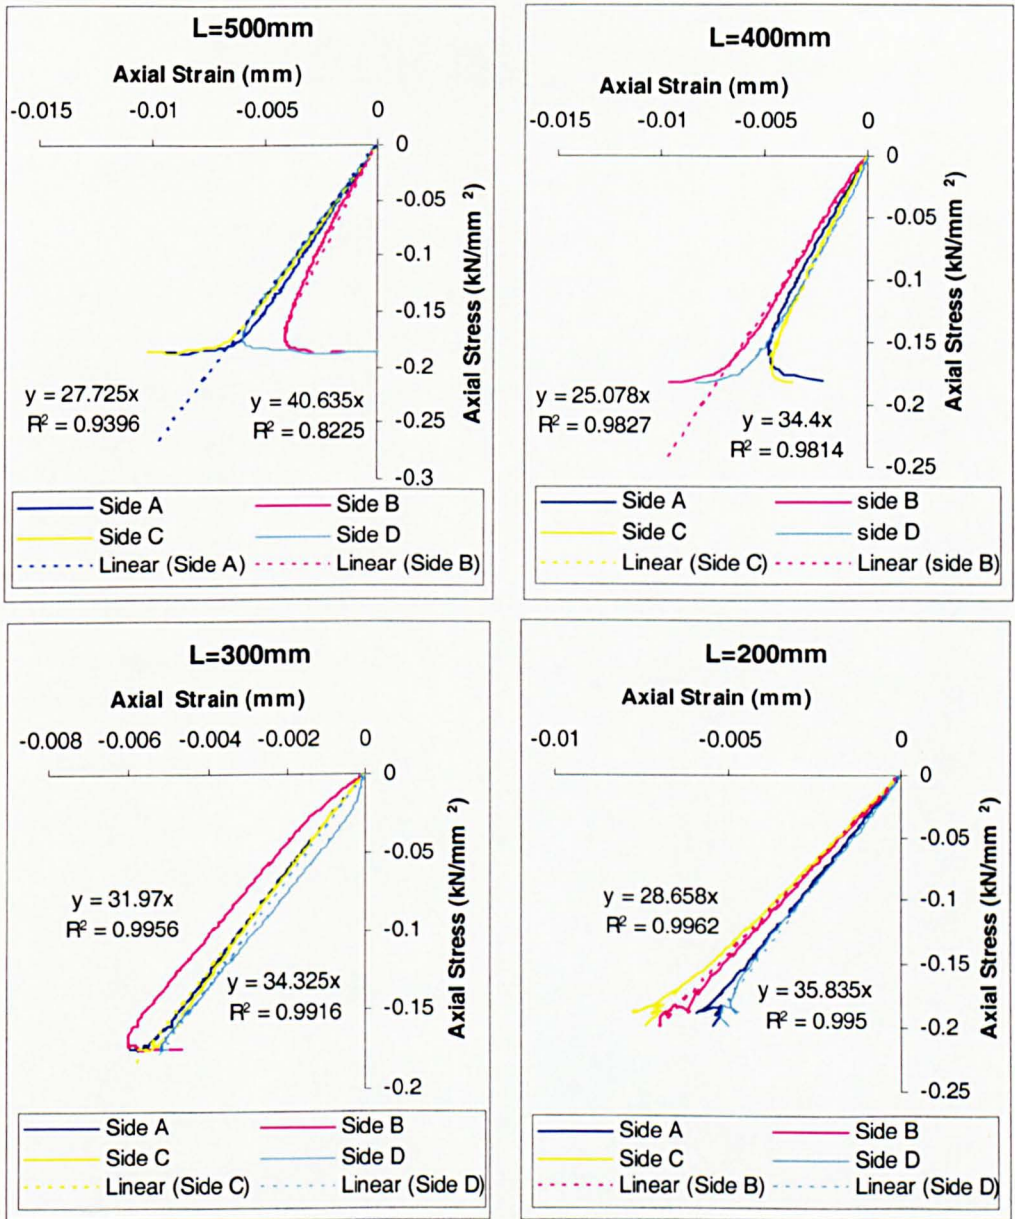 L=500mm
Axial Strain (mm)
-0.015 -0.01 -0.005 0
0
-0.05
-0.1
-0.15
-0.2
-0.25
-0.3
Axial Stress (kN/mm ²)
y = 27.725x
R² = 0.9396
y = 40.635x
R² = 0.8225
Side A Side B
Side C Side D
Linear (Side A) Linear (Side B)
L=400mm
Axial Strain (mm)
-0.015 -0.01 -0.005 0
0
-0.05
-0.1
-0.15
-0.2
-0.25
Axial Stress (kN/mm ²)
y = 25.078x
R² = 0.9827
y = 34.4x
R² = 0.9814
Side A side B
Side C side D
Linear (Side C) Linear (side B)
L=300mm
Axial Strain (mm)
-0.008 -0.006 -0.004 -0.002 0
0
-0.05
-0.1
-0.15
-0.2
Axial Stress (kN/mm ²)
y = 31.97x
R² = 0.9956
y = 34.325x
R² = 0.9916
Side A Side B
Side C Side D
Linear (Side C) Linear (Side D)
L=200mm
Axial Strain (mm)
-0.01 -0.005 0
0
-0.05
-0.1
-0.15
-0.2
-0.25
Axial Stress (kN/mm ²)
y = 28.658x
R² = 0.9962
y = 35.835x
R² = 0.995
Side A Side B
Side C Side D
Linear (Side B) Linear (Side D)